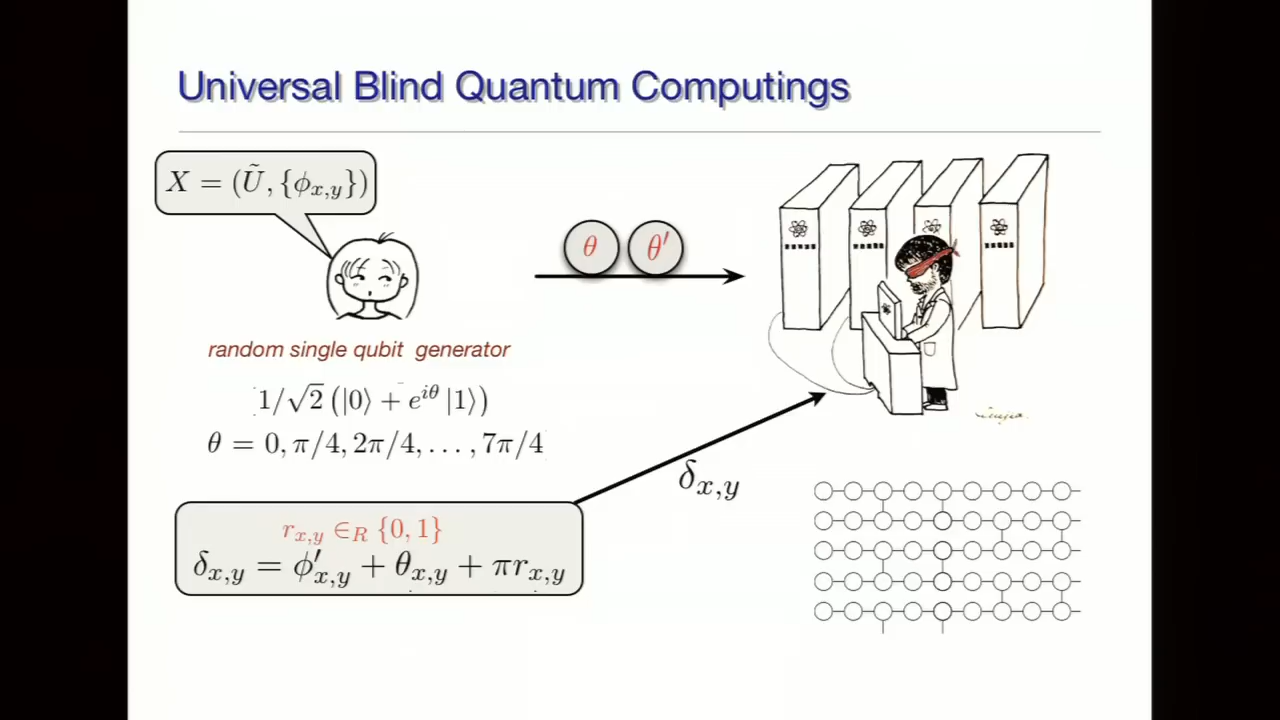 Universal Blind Quantum Computings
X = (Ũ, {ϕ_{x,y}})
θ θ′
random single qubit generator
1/√2 (|0⟩ + e^{iθ} |1⟩)
θ = 0, π/4, 2π/4, . . . , 7π/4
δ_{x,y}
r_{x,y} ∈_R {0, 1}
δ_{x,y} = ϕ′_{x,y} + θ_{x,y} + πr_{x,y}